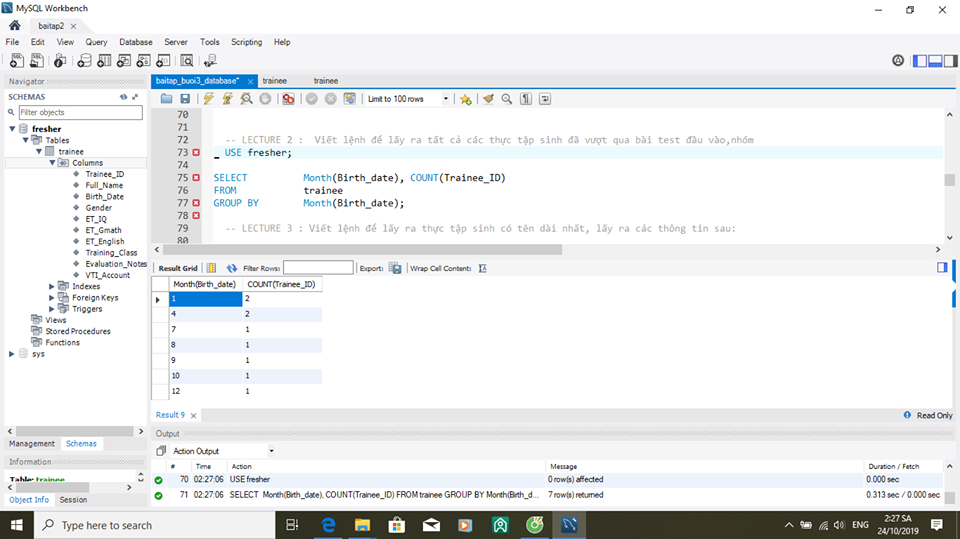 MySQL Workbench
baitap2
File Edit View Query Database Server Tools Scripting Help
Navigator
SCHEMAS
Filter objects
fresher
Tables
trainee
Columns
Trainee_ID
Full_Name
Birth_Date
Gender
ET_IQ
ET_Gmath
ET_English
Training_Class
Evaluation_Notes
VTI_Account
Indexes
Foreign Keys
Triggers
Views
Stored Procedures
Functions
sys
Management Schemas
Information
Table: trainee
Object Info Session
baitap_buoi3_database* trainee trainee
Limit to 100 rows
70
71
72 -- LECTURE 2 : Viết lệnh để lấy ra tất cả các thực tập sinh đã vượt qua bài test đầu vào,nhóm
73 USE fresher;
74
75 SELECT Month(Birth_date), COUNT(Trainee_ID)
76 FROM trainee
77 GROUP BY Month(Birth_date);
78
79 -- LECTURE 3 : Viết lệnh để lấy ra thực tập sinh có tên dài nhất, lấy ra các thông tin sau:
80
Result Grid Filter Rows: Export: Wrap Cell Content:
Month(Birth_date) COUNT(Trainee_ID)
1 2
4 2
7 1
8 1
9 1
10 1
12 1
Result 9 Read Only
Output
Action Output
# Time Action Message Duration / Fetch
70 02:27:06 USE fresher 0 row(s) affected 0.000 sec
71 02:27:06 SELECT Month(Birth_date), COUNT(Trainee_ID) FROM trainee GROUP BY Month(Birth_d... 7 row(s) returned 0.313 sec / 0.000 sec
Type here to search
ENG
2:27 SA
24/10/2019